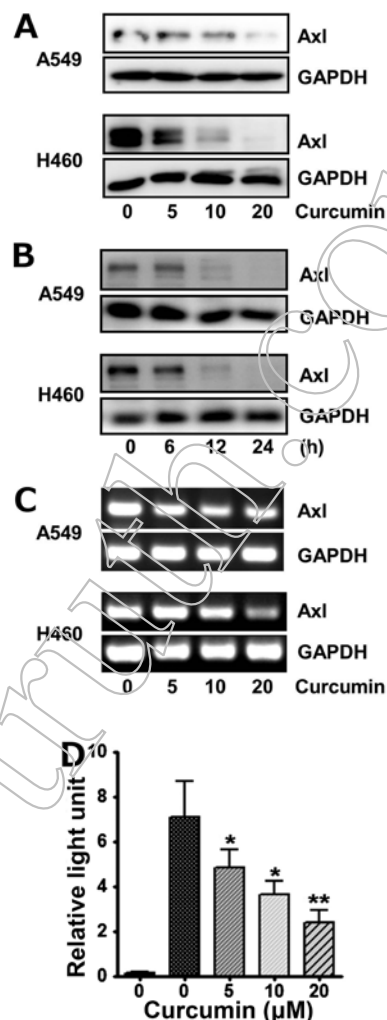 A
Axl
A549
GAPDH
Axl
H460
GAPDH
0 5 10 20 Curcumin
B
Axl
A549
GAPDH
Axl
H460
GAPDH
0 6 12 24 (h)
C
Axl
A549
GAPDH
Axl
H460
GAPDH
0 5 10 20 Curcumin
D
10
8
6
4
2
0
Relative light unit
* * **
0 0 5 10 20
Curcumin (μM)